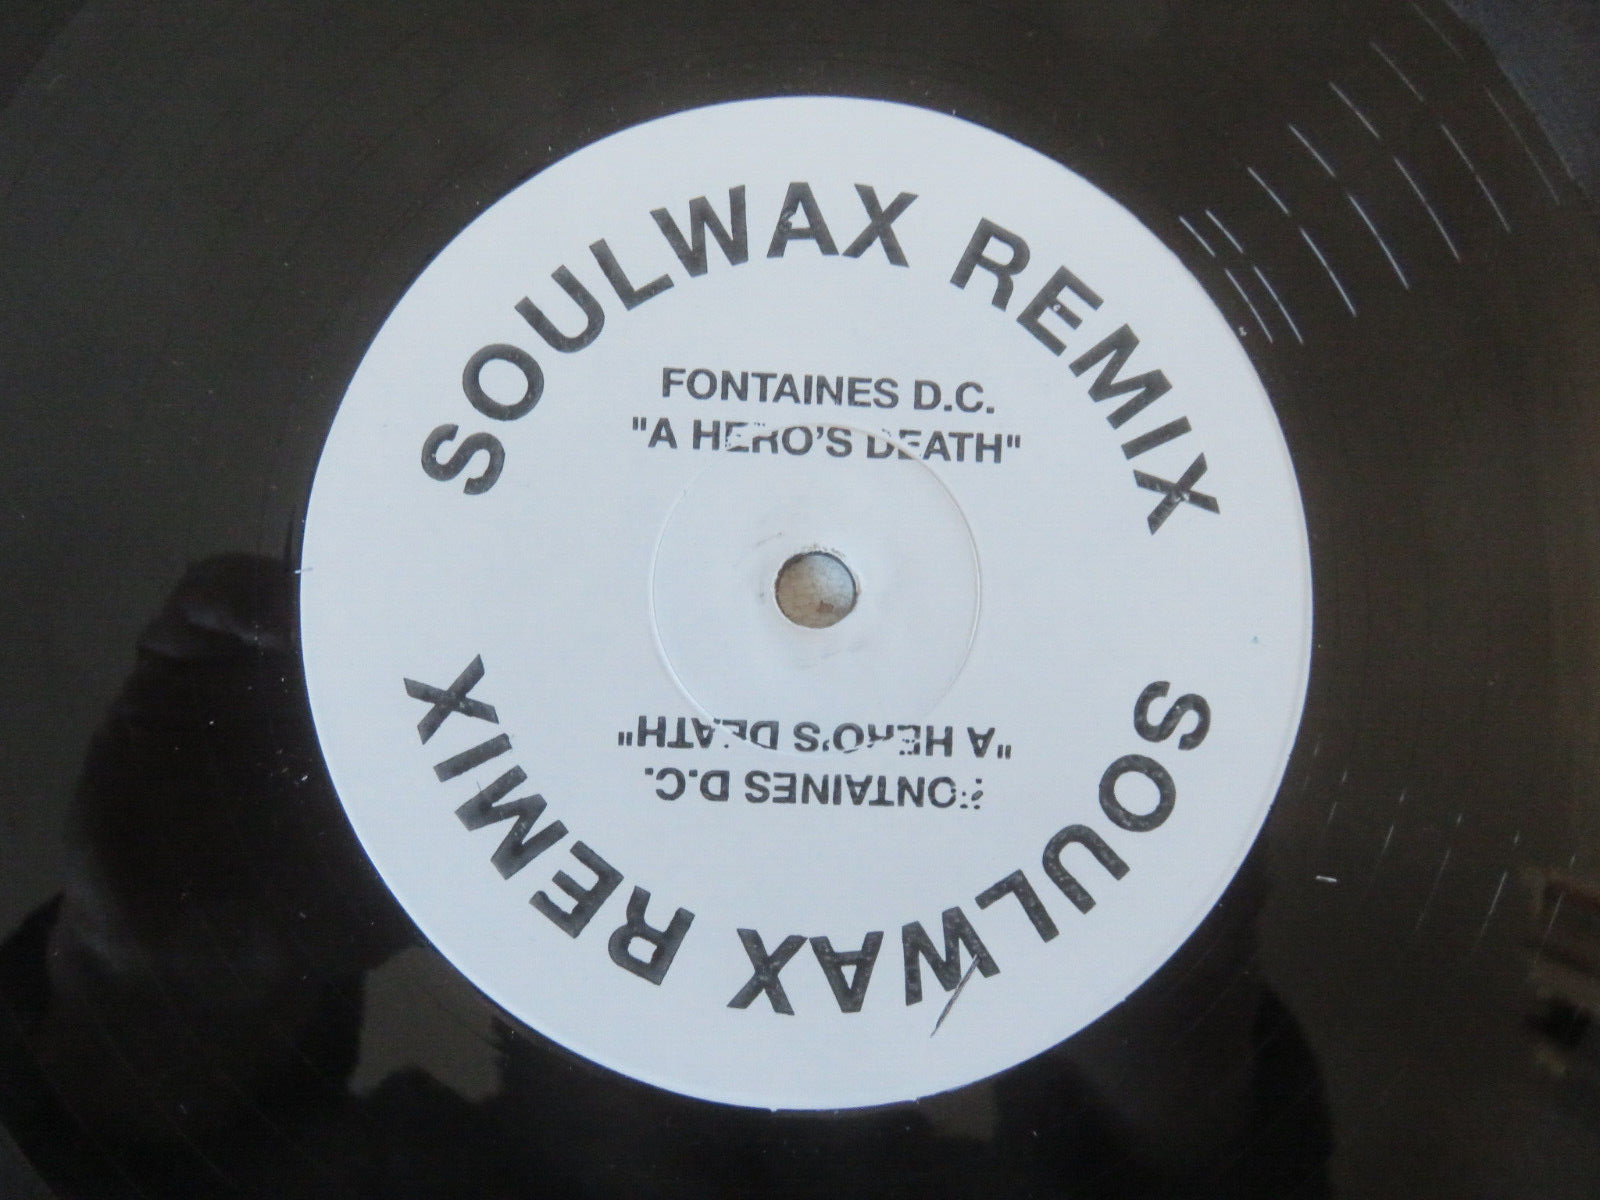 SOULWAX REMIX
FONTAINES D.C.
"A HERO'S DEATH"
SOULWAX REMIX
FONTAINES D.C.
"A HERO'S DEATH"